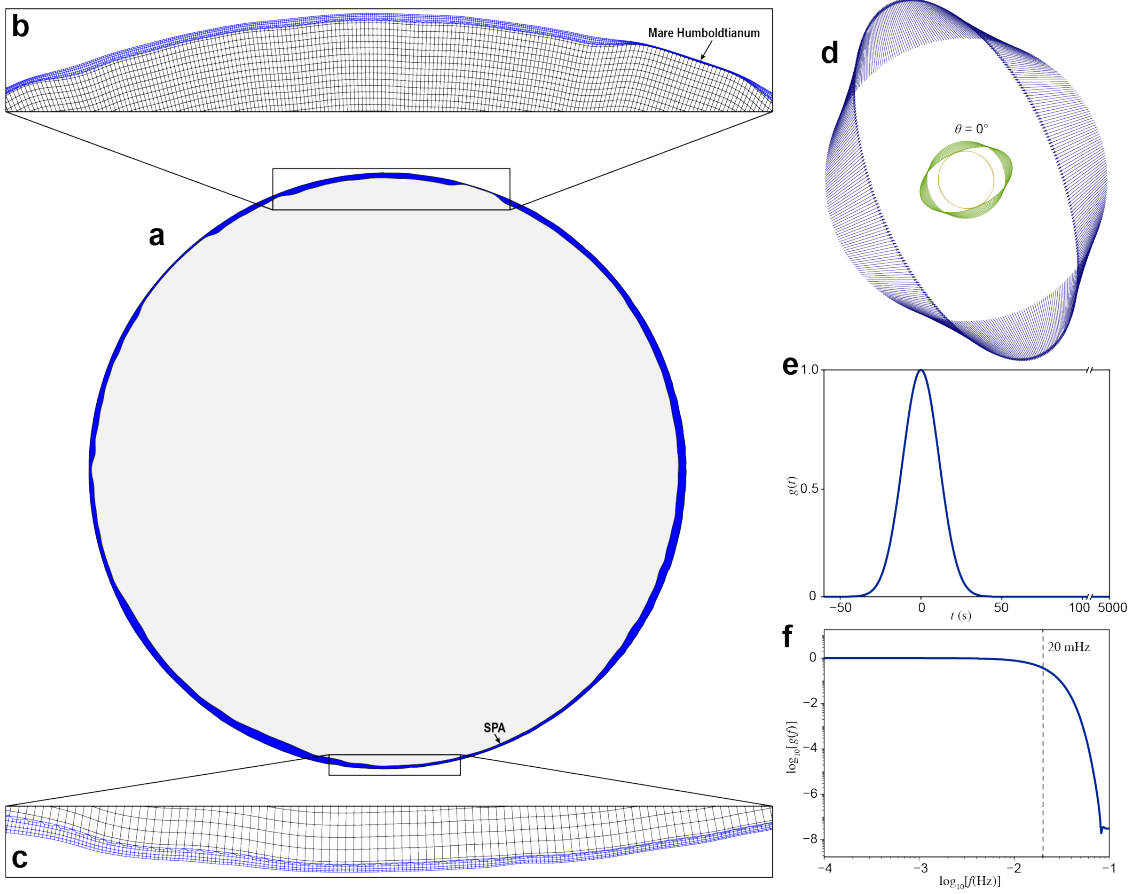 b
Mare Humboldtianum
a
SPA
c
d
θ = 0°
e
1.0
0.5
0
g(t)
−50
0
50
100
5000
t (s)
f
20 mHz
0
−2
−4
−6
−8
log₁₀[g(f)]
−4
−3
−2
−1
log₁₀[f(Hz)]